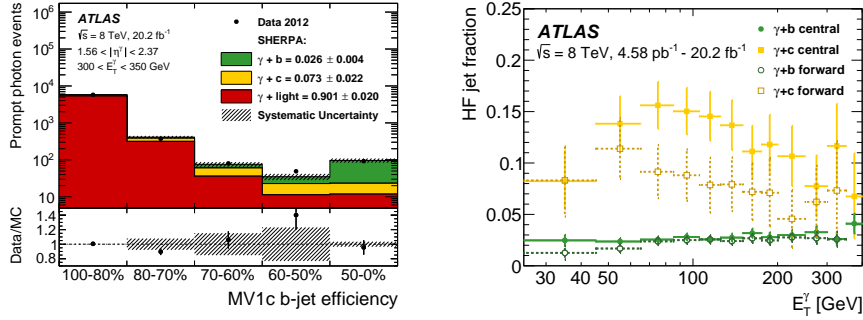 ATLAS
√s = 8 TeV, 20.2 fb⁻¹
1.56 < |η^γ| < 2.37
300 < E_T^γ < 350 GeV
Data 2012
SHERPA:
γ + b = 0.026 ± 0.004
γ + c = 0.073 ± 0.022
γ + light = 0.901 ± 0.020
Systematic Uncertainty
Prompt photon events
10⁶
10⁵
10⁴
10³
10²
10
Data/MC
1.4
1.2
1
0.8
100-80% 80-70% 70-60% 60-50% 50-0%
MV1c b-jet efficiency
ATLAS
√s = 8 TeV, 4.58 pb⁻¹ - 20.2 fb⁻¹
γ+b central
γ+c central
γ+b forward
γ+c forward
HF jet fraction
0.25
0.2
0.15
0.1
0.05
0
30 40 50 100 200 300
E_T^γ [GeV]